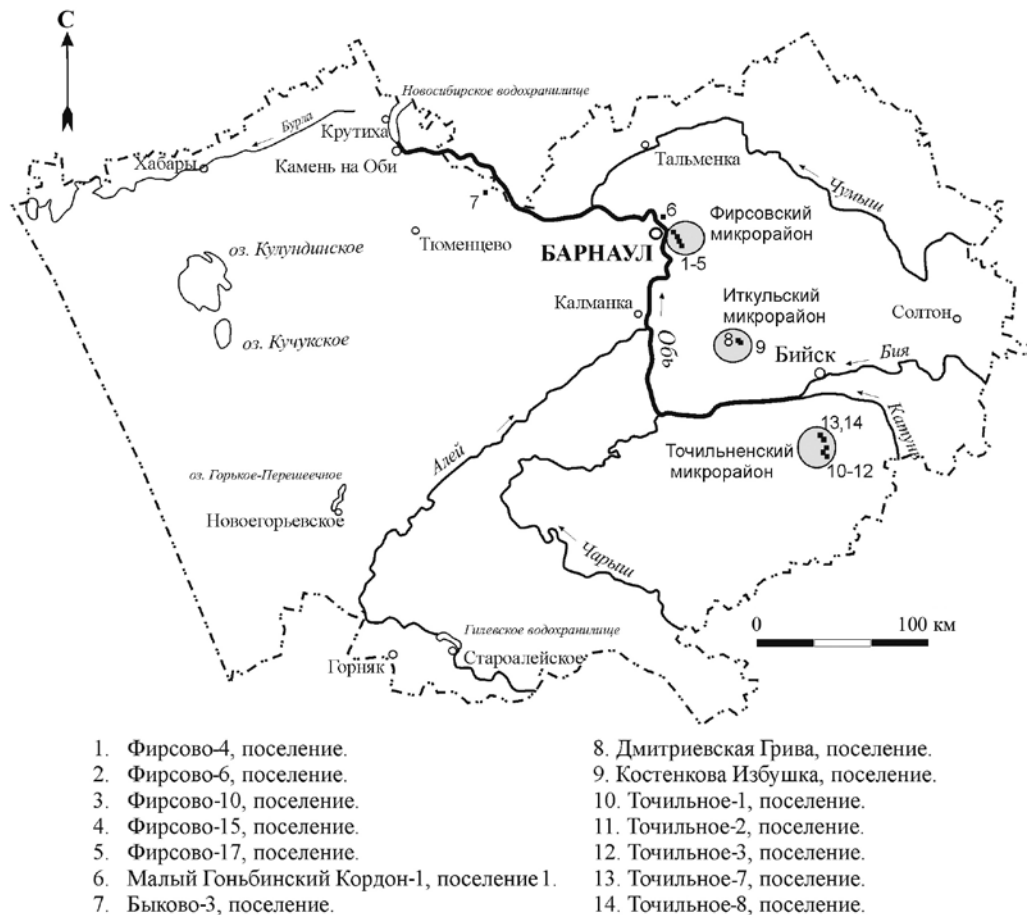 С
Новосибирское водохранилище
Бурла
Крутиха
Хабары
Камень на Оби
Тальменка
Чумыш
7
6
Фирсовский
микрорайон
оз. Кулундинское
Тюменцево
БАРНАУЛ
1-5
Калманка
Иткульский
микрорайон
Солтон
оз. Кучукское
Обь
8
9
Бийск
Бия
Катунь
13,14
Алей
Точильненский
микрорайон
10-12
оз. Горькое-Перешеечное
Новоегорьевское
Чарыш
0
100 км
Гилевское водохранилище
Горняк
Староалейское
1. Фирсово-4, поселение.
2. Фирсово-6, поселение.
3. Фирсово-10, поселение.
4. Фирсово-15, поселение.
5. Фирсово-17, поселение.
6. Малый Гоньбинский Кордон-1, поселение 1.
7. Быково-3, поселение.
8. Дмитриевская Грива, поселение.
9. Костенкова Избушка, поселение.
10. Точильное-1, поселение.
11. Точильное-2, поселение.
12. Точильное-3, поселение.
13. Точильное-7, поселение.
14. Точильное-8, поселение.